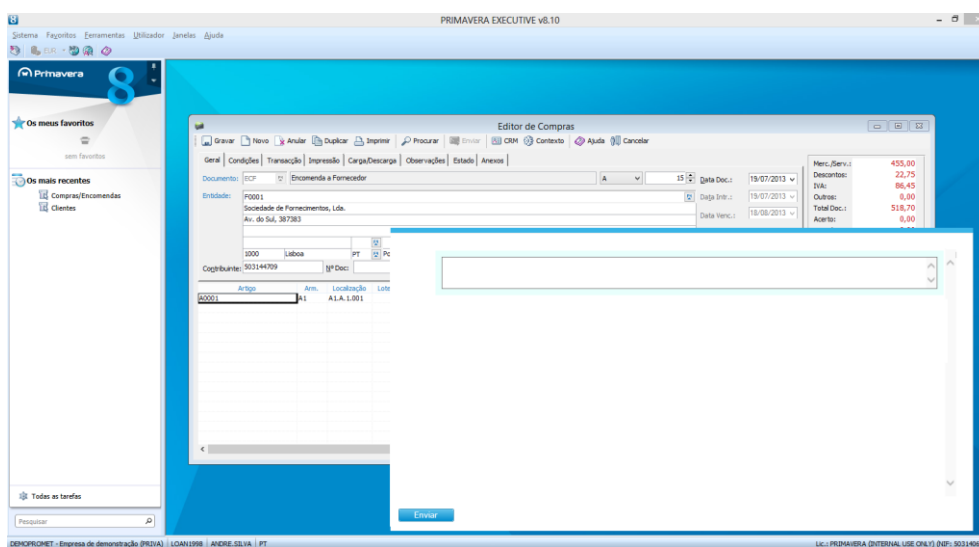 8
PRIMAVERA EXECUTIVE v8.10
Sistema Favoritos Ferramentas Utilizador Janelas Ajuda
EUR
Primavera
8
Os meus favoritos
sem favoritos
Os mais recentes
Compras/Encomendas
Clientes
Todas as tarefas
Pesquisar
Editor de Compras
Gravar Novo Anular Duplicar Imprimir Procurar Enviar CRM Contexto Ajuda Cancelar
Geral Condições Transacção Impressão Carga/Descarga Observações Estado Anexos
Documento: ECF Encomenda a Fornecedor A 15 Data Doc.: 19/07/2013
Entidade: F0001 Data Intr.: 19/07/2013
Sociedade de Fornecimentos, Lda.
Av. do Sul, 387383 Data Venc.: 18/08/2013
1000 Lisboa PT
Contribuinte: 503144709 Nº Doc:
Artigo Arm. Localização Lote
A0001 A1 A1.A.1.001
Merc./Serv.: 455,00
Descontos: 22,75
IVA: 86,45
Outros: 0,00
Total Doc.: 518,70
Acerto: 0,00
Enviar
DEMOPROMET - Empresa de demonstração (PRIVA) LOAN1998 ANDRE.SILVA PT
Lic.: PRIMAVERA (INTERNAL USE ONLY) (NIF: